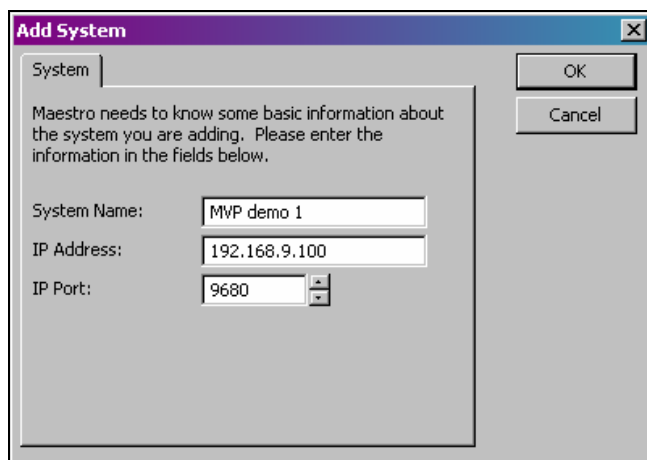 Add System
System
OK
Cancel
Maestro needs to know some basic information about
the system you are adding.  Please enter the
information in the fields below.
System Name: MVP demo 1
IP Address: 192.168.9.100
IP Port: 9680